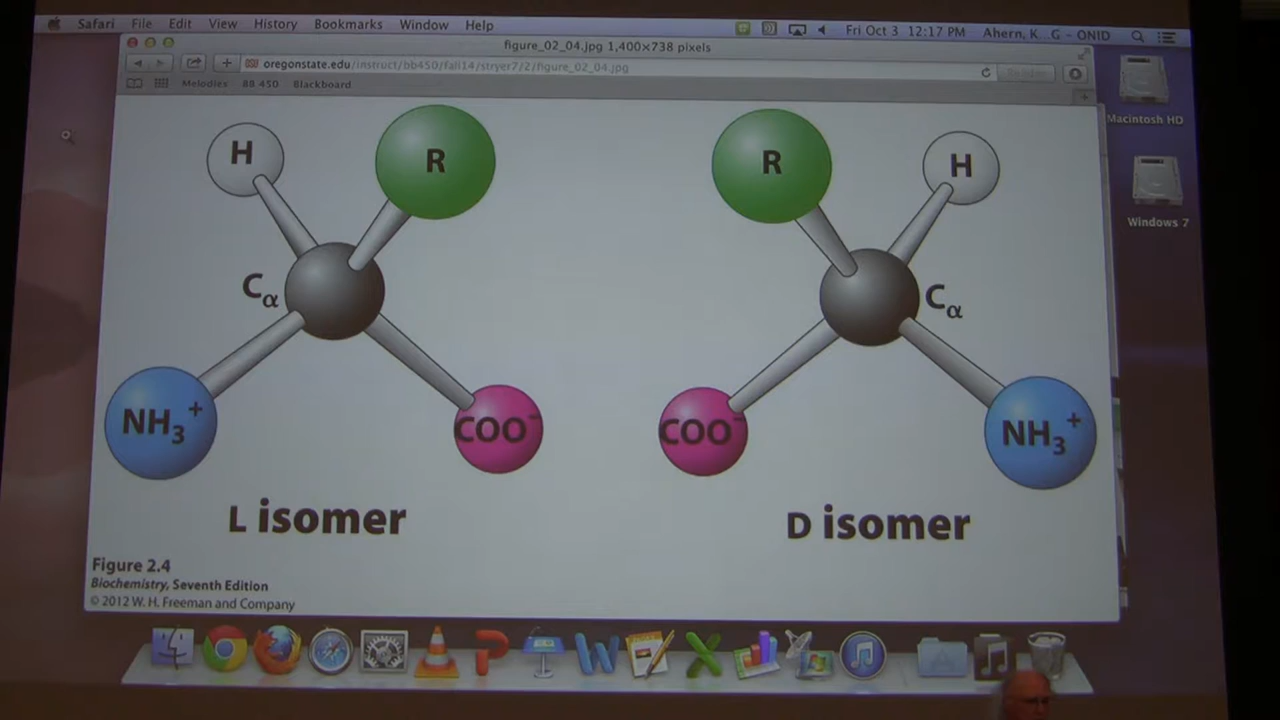 Safari File Edit View History Bookmarks Window Help Fri Oct 3 12:17 PM Ahern, K... G - ONID
figure_02_04.jpg 1,400×738 pixels
oregonstate.edu/instruct/bb450/fall14/stryer7/2/figure_02_04.jpg
Melodies BB 450 Blackboard
Macintosh HD
Windows 7
H R R H
Cα Cα
NH3+ COO- COO- NH3+
L isomer D isomer
Figure 2.4
Biochemistry, Seventh Edition
© 2012 W. H. Freeman and Company